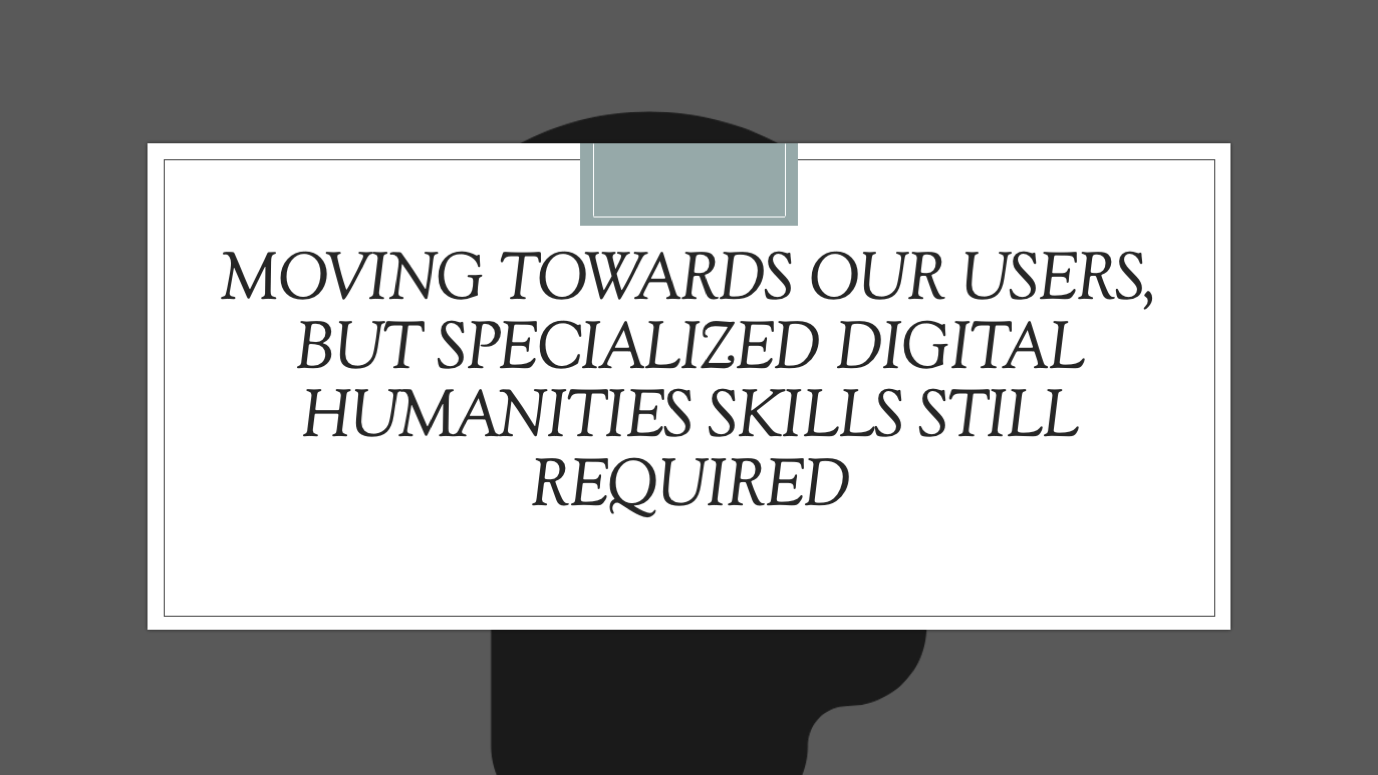 MOVING TOWARDS OUR USERS,
BUT SPECIALIZED DIGITAL
HUMANITIES SKILLS STILL
REQUIRED